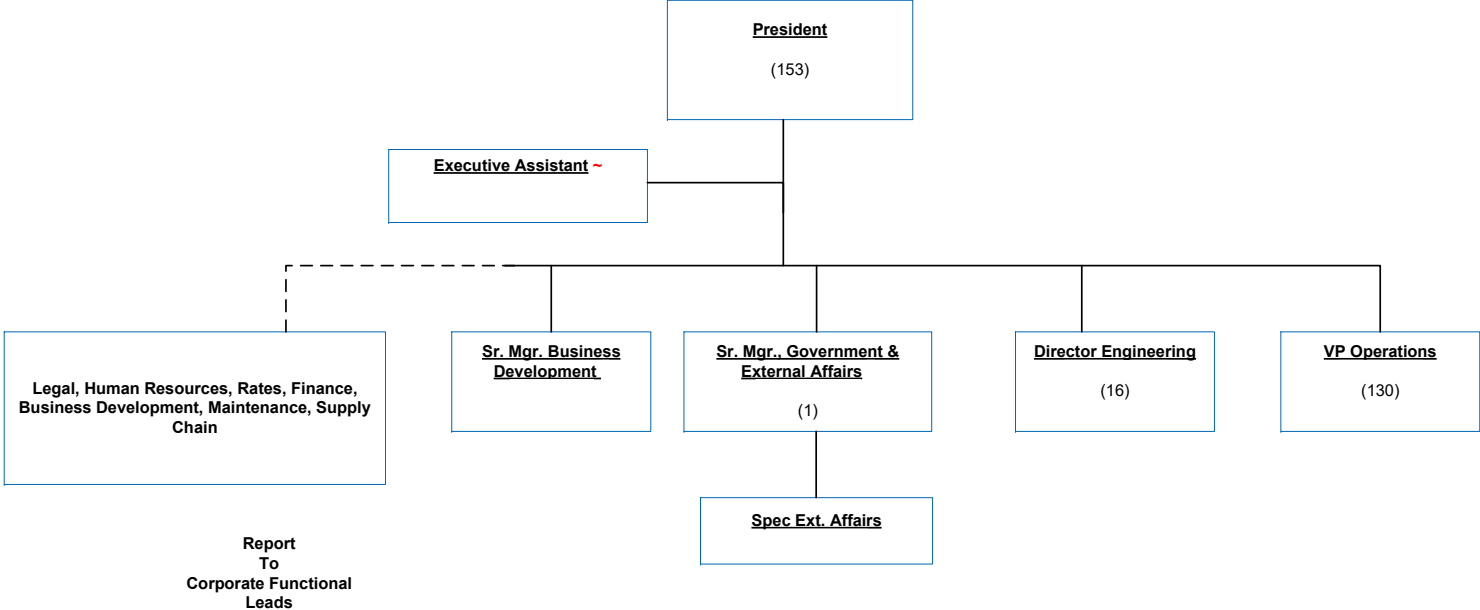 President
(153)
Executive Assistant ~
Legal, Human Resources, Rates, Finance,
Business Development, Maintenance, Supply
Chain
Sr. Mgr. Business
Development
Sr. Mgr., Government &
External Affairs
(1)
Director Engineering
(16)
VP Operations
(130)
Spec Ext. Affairs
Report
To
Corporate Functional
Leads